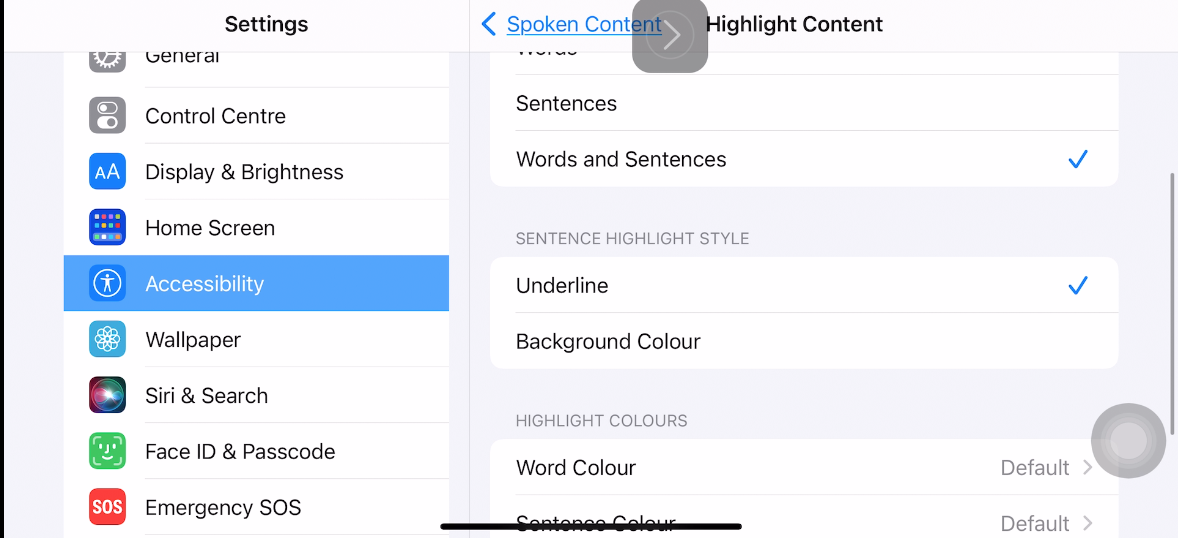 Settings
General
Control Centre
AA
Display & Brightness
Home Screen
Accessibility
Wallpaper
Siri & Search
Face ID & Passcode
SOS
Emergency SOS
Spoken Content
Highlight Content
Words
Sentences
Words and Sentences
SENTENCE HIGHLIGHT STYLE
Underline
Background Colour
HIGHLIGHT COLOURS
Word Colour Default
Sentence Colour Default